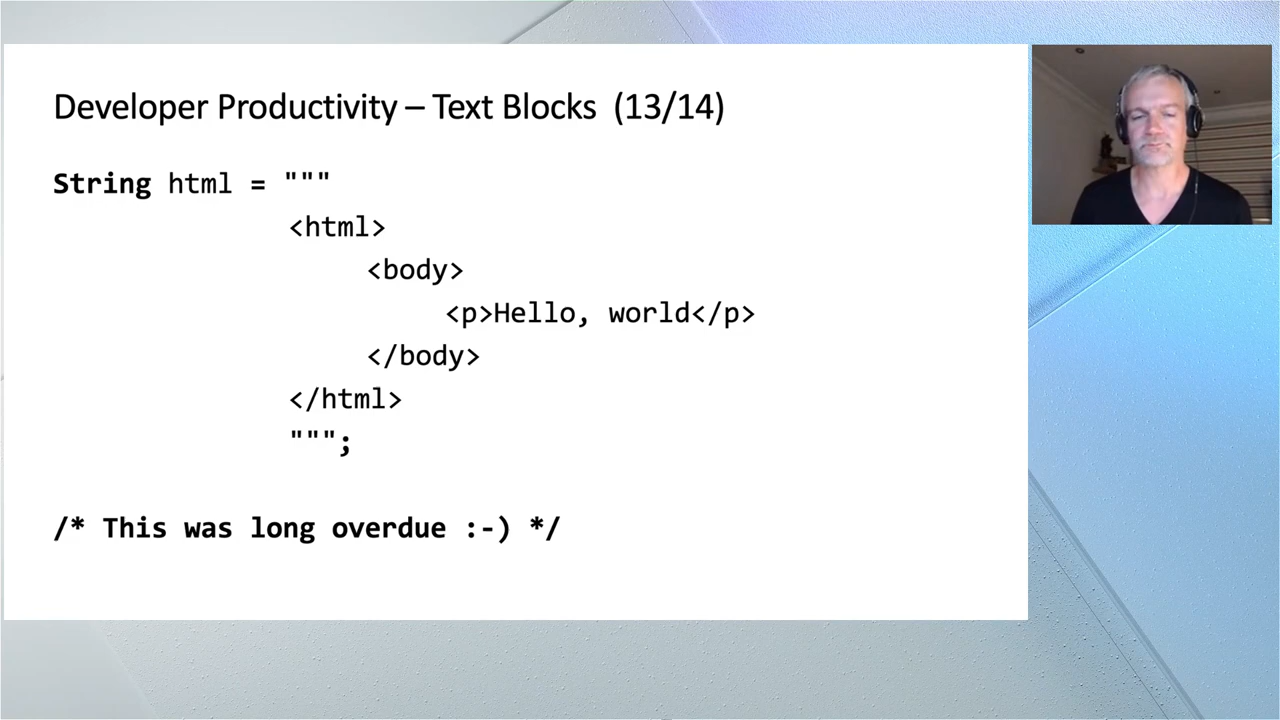 Developer Productivity – Text Blocks (13/14)
String html = """
<html>
<body>
<p>Hello, world</p>
</body>
</html>
""";
/* This was long overdue :-) */